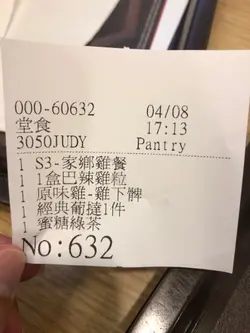 000-60632 04/08
堂食 17:13
3050JUDY Pantry
1 S3-家鄉雞餐
1 1盒巴辣雞粒
1 原味雞-雞下髀
1 經典葡撻1件
1 蜜糖綠茶
No:632